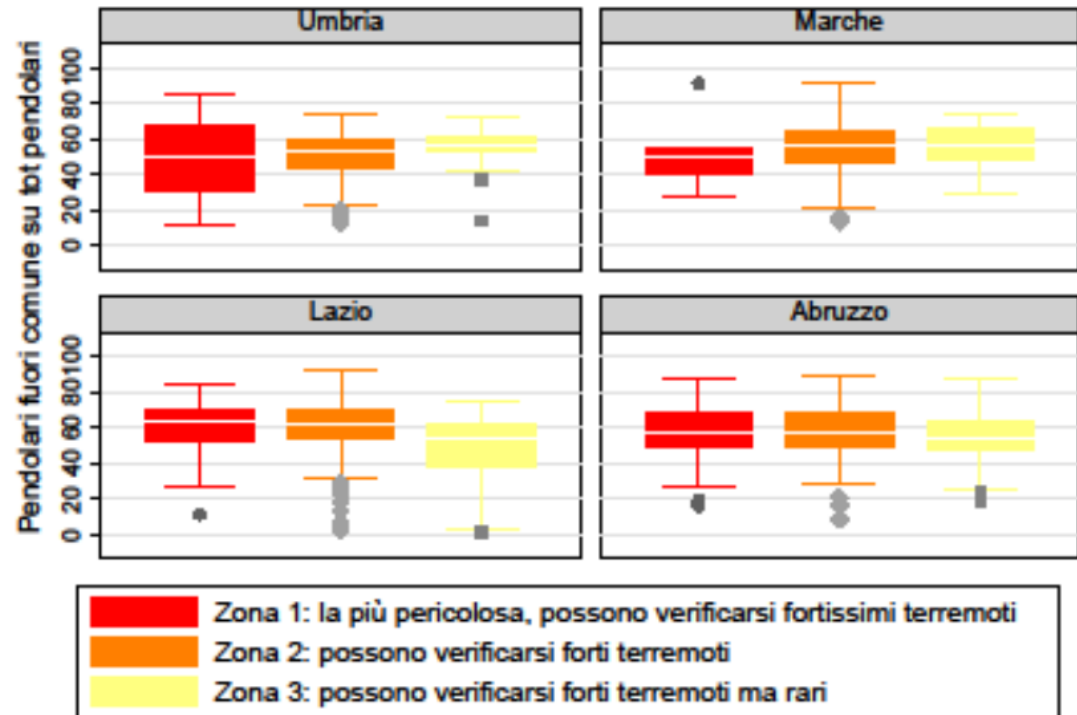 Umbria
Marche
Pendolari fuori comune su tot pendolari
100
80
60
40
20
0
Lazio
Abruzzo
100
80
60
40
20
0
Zona 1: la più pericolosa, possono verificarsi fortissimi terremoti
Zona 2: possono verificarsi forti terremoti
Zona 3: possono verificarsi forti terremoti ma rari